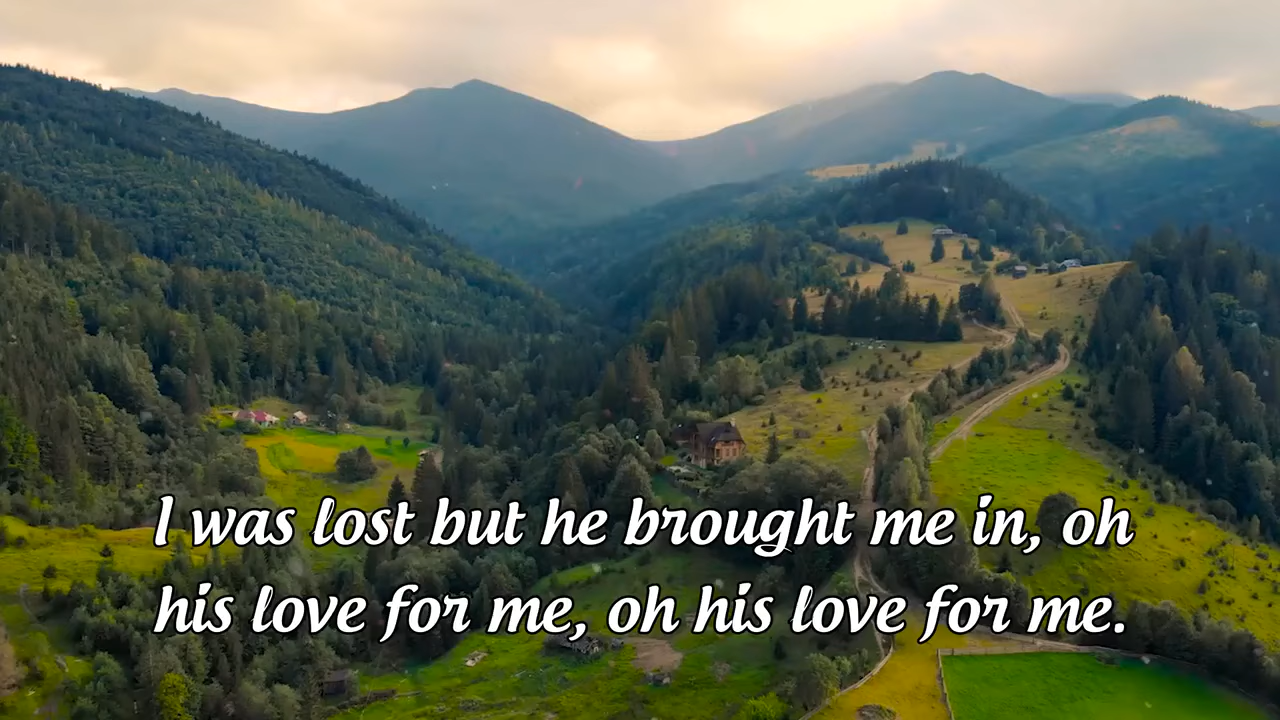 I was lost but he brought me in, oh
his love for me, oh his love for me.